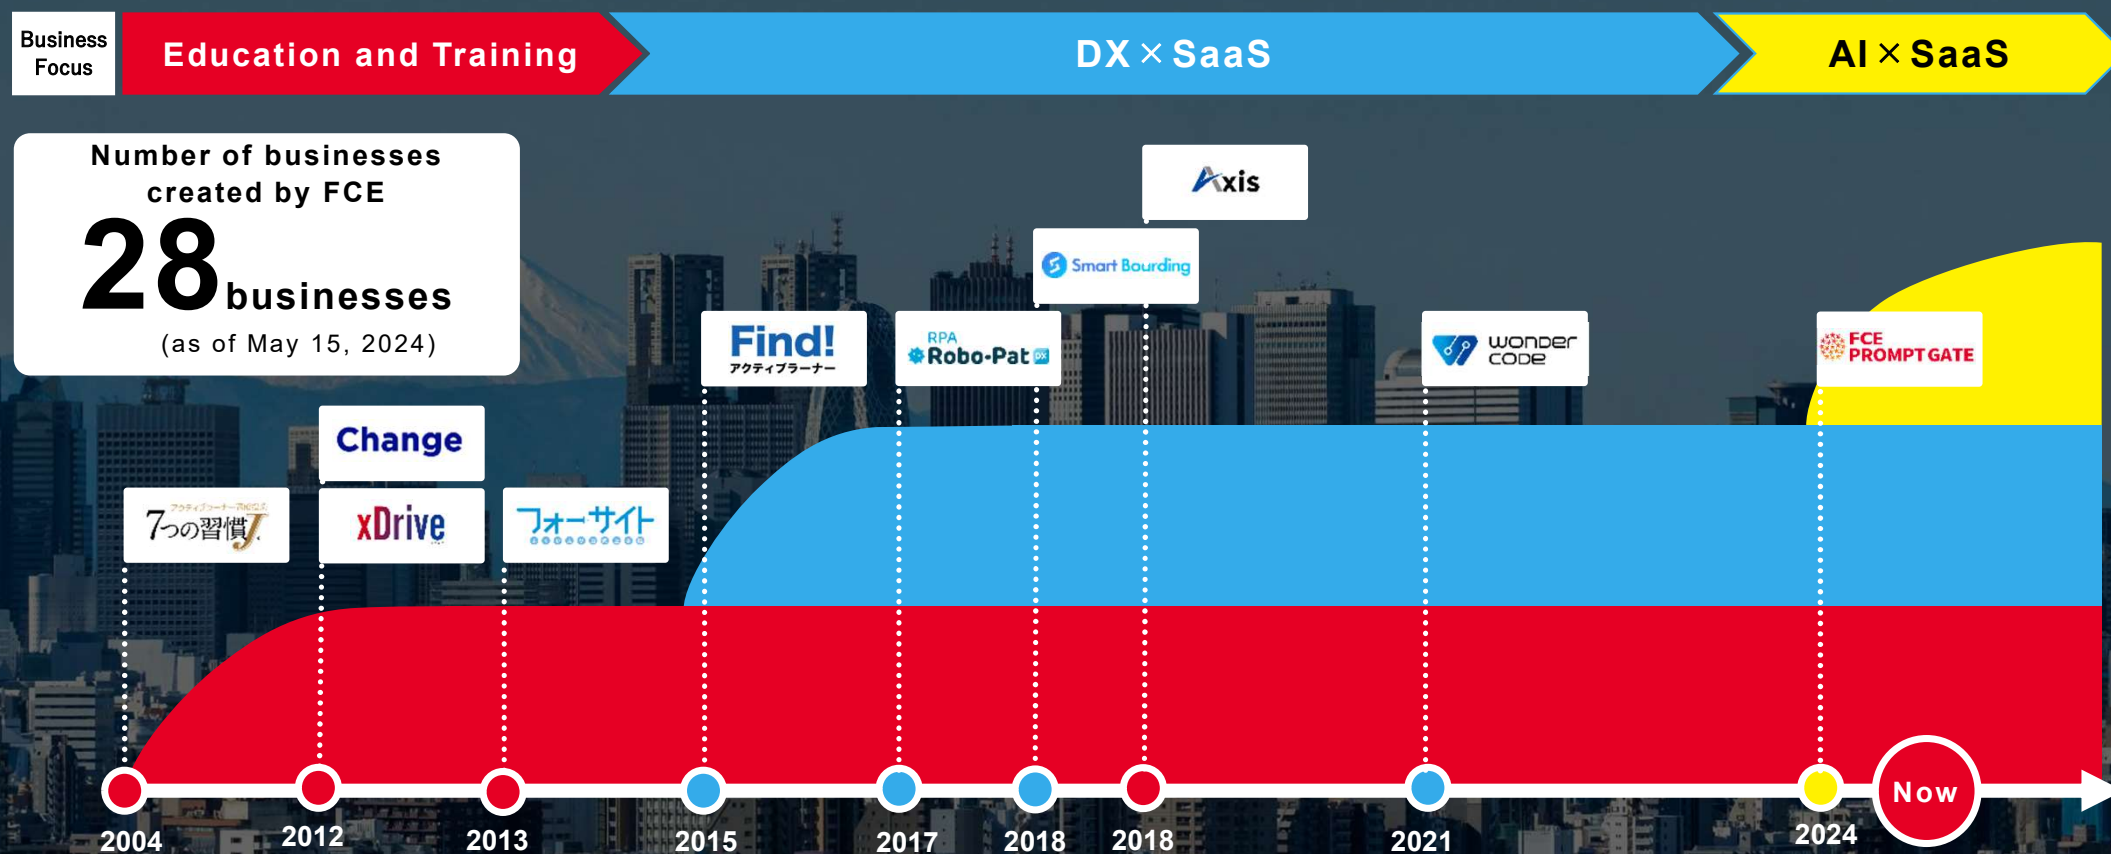 Business
Focus
Education and Training
DX×SaaS
AI×SaaS
Number of businesses
created by FCE
28 businesses
(as of May 15, 2024)
Axis
Smart Bourding
Find!
アクティブラーナー
RPA
Robo-Pat DX
WONDER
CODE
FCE
PROMPT GATE
Change
7つの習慣J.
xDrive
フォーサイト
Now
2004
2012
2013
2015
2017
2018
2018
2021
2024